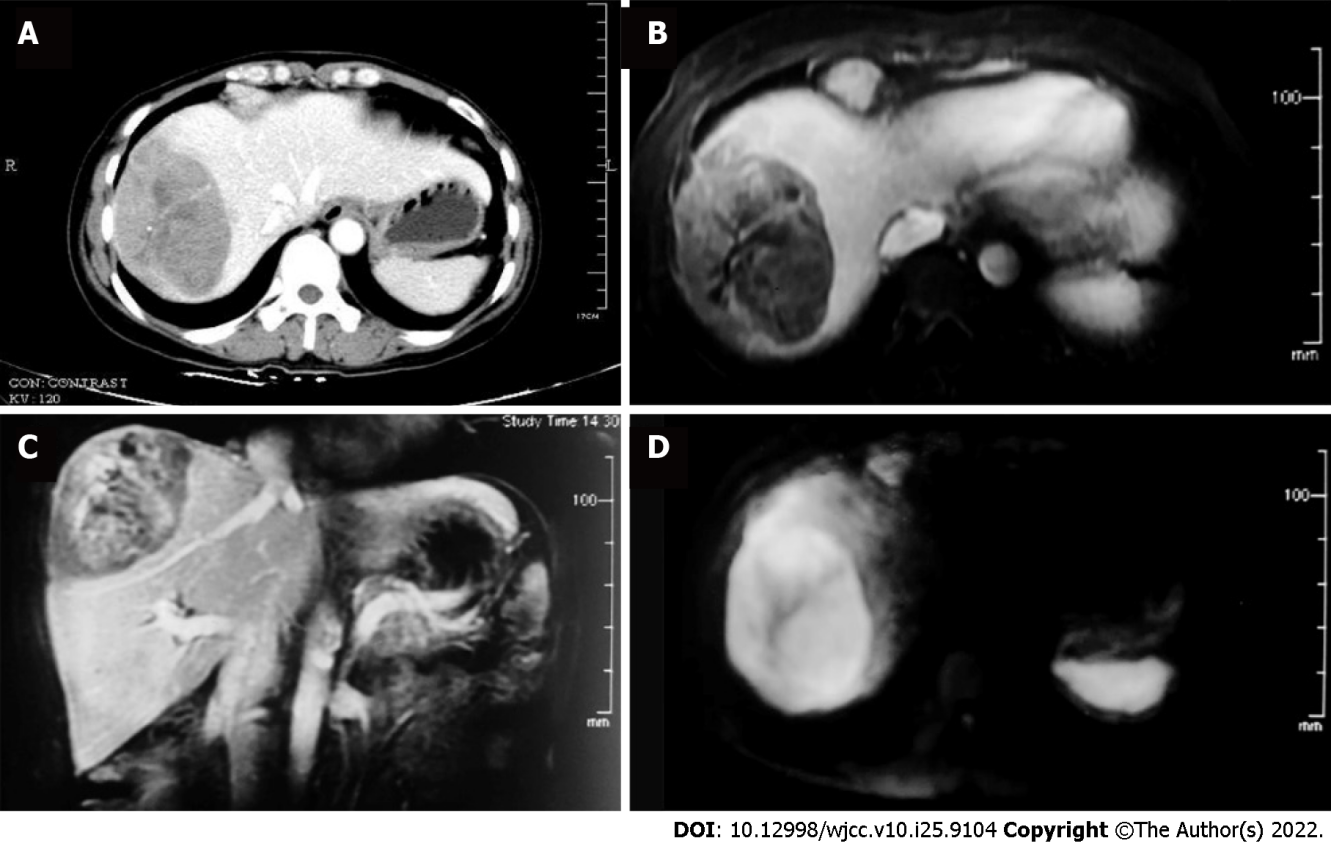 A
B
R
L
100
17CM
mm
CON:CONTRAST
KV:120
C
Study Time 14:30
D
100
100
mm
mm
DOI: 10.12998/wjcc.v10.i25.9104 Copyright ©The Author(s) 2022.